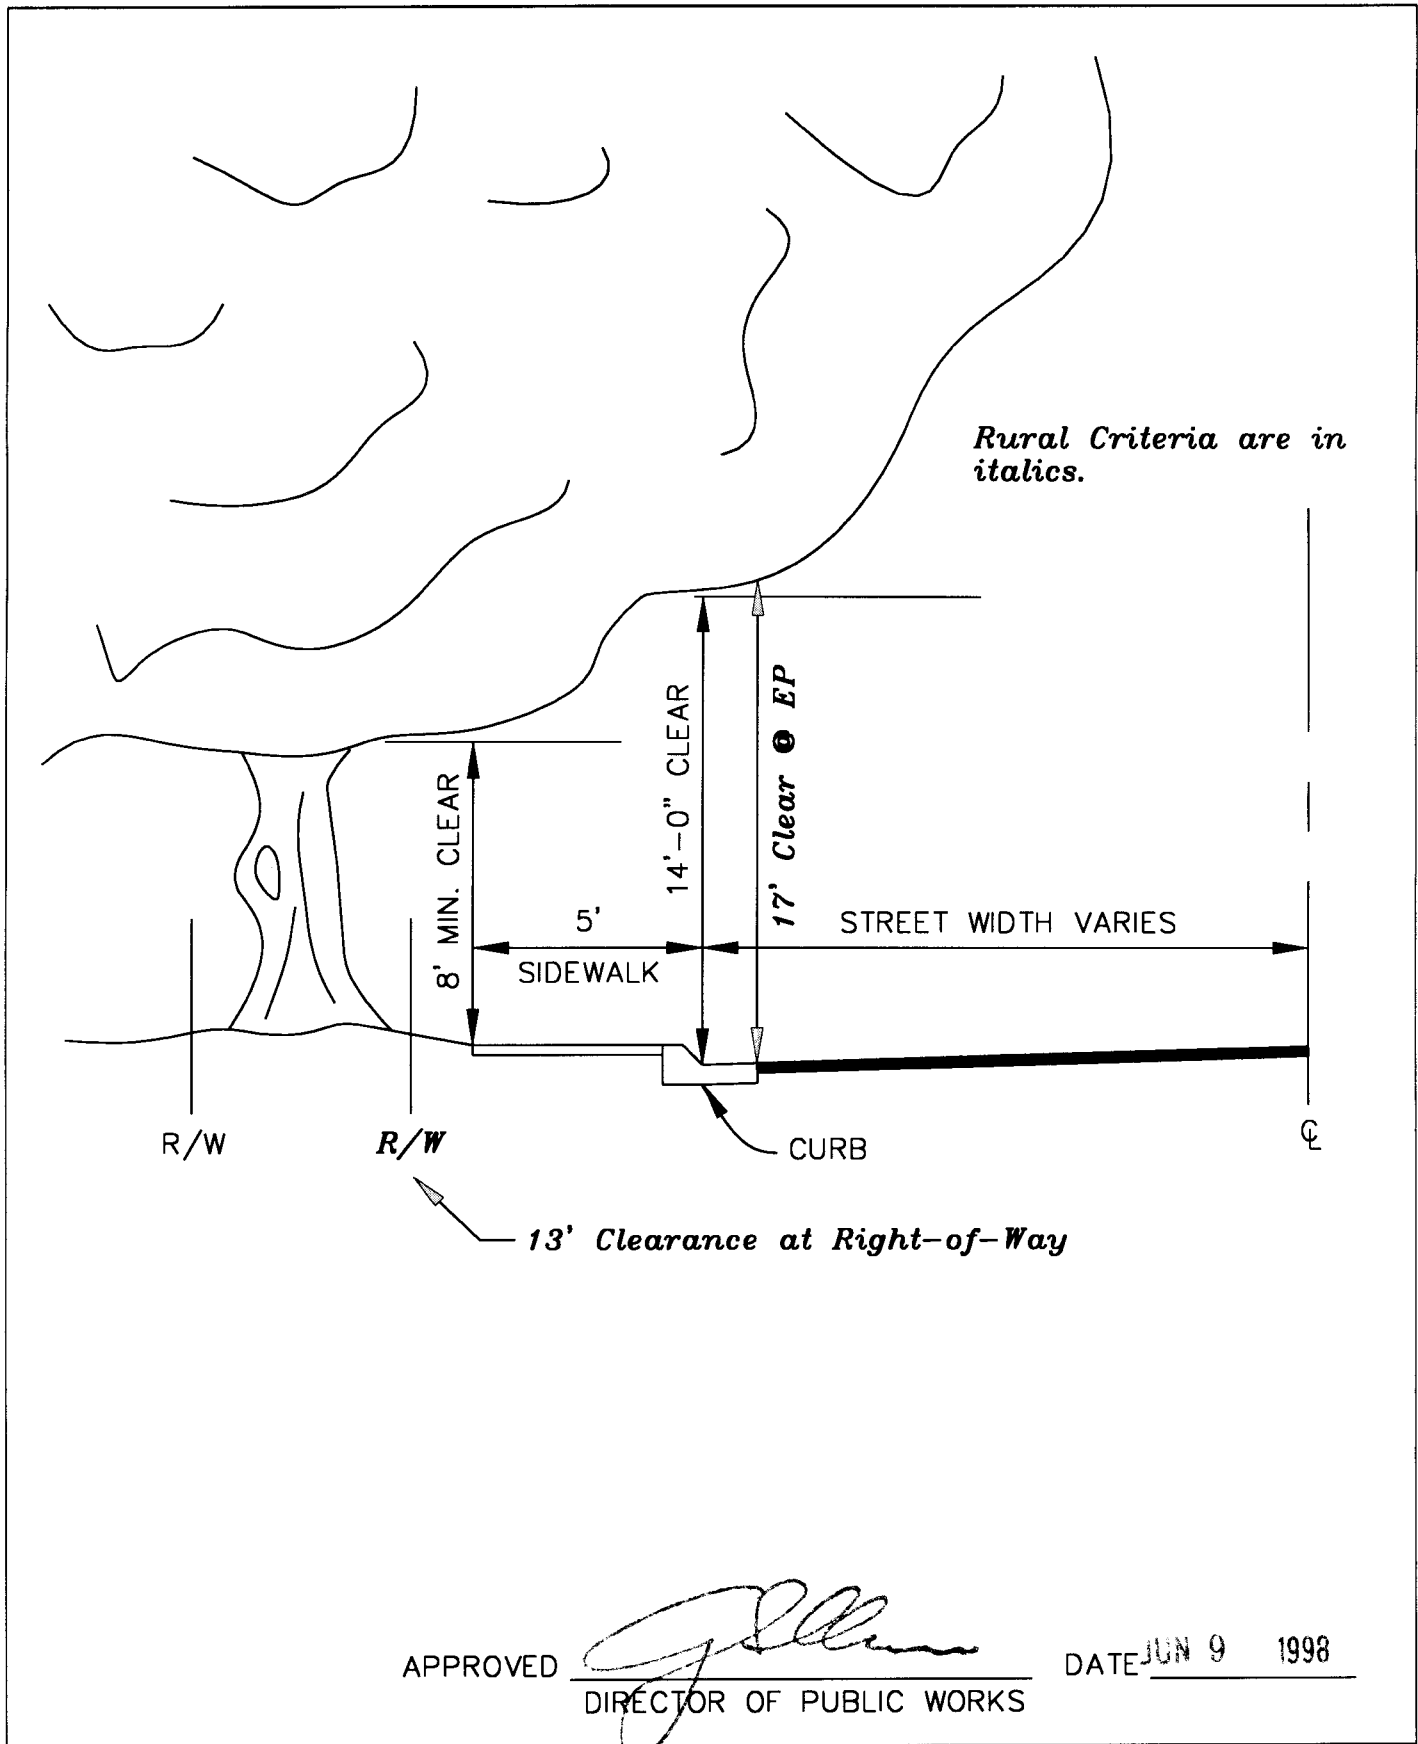 Rural Criteria are in
italics.
8' MIN. CLEAR
14'-0" CLEAR
17' Clear @ EP
5'
SIDEWALK
STREET WIDTH VARIES
R/W
R/W
CURB
℄
13' Clearance at Right-of-Way
APPROVED
DATE JUN 9 1998
DIRECTOR OF PUBLIC WORKS